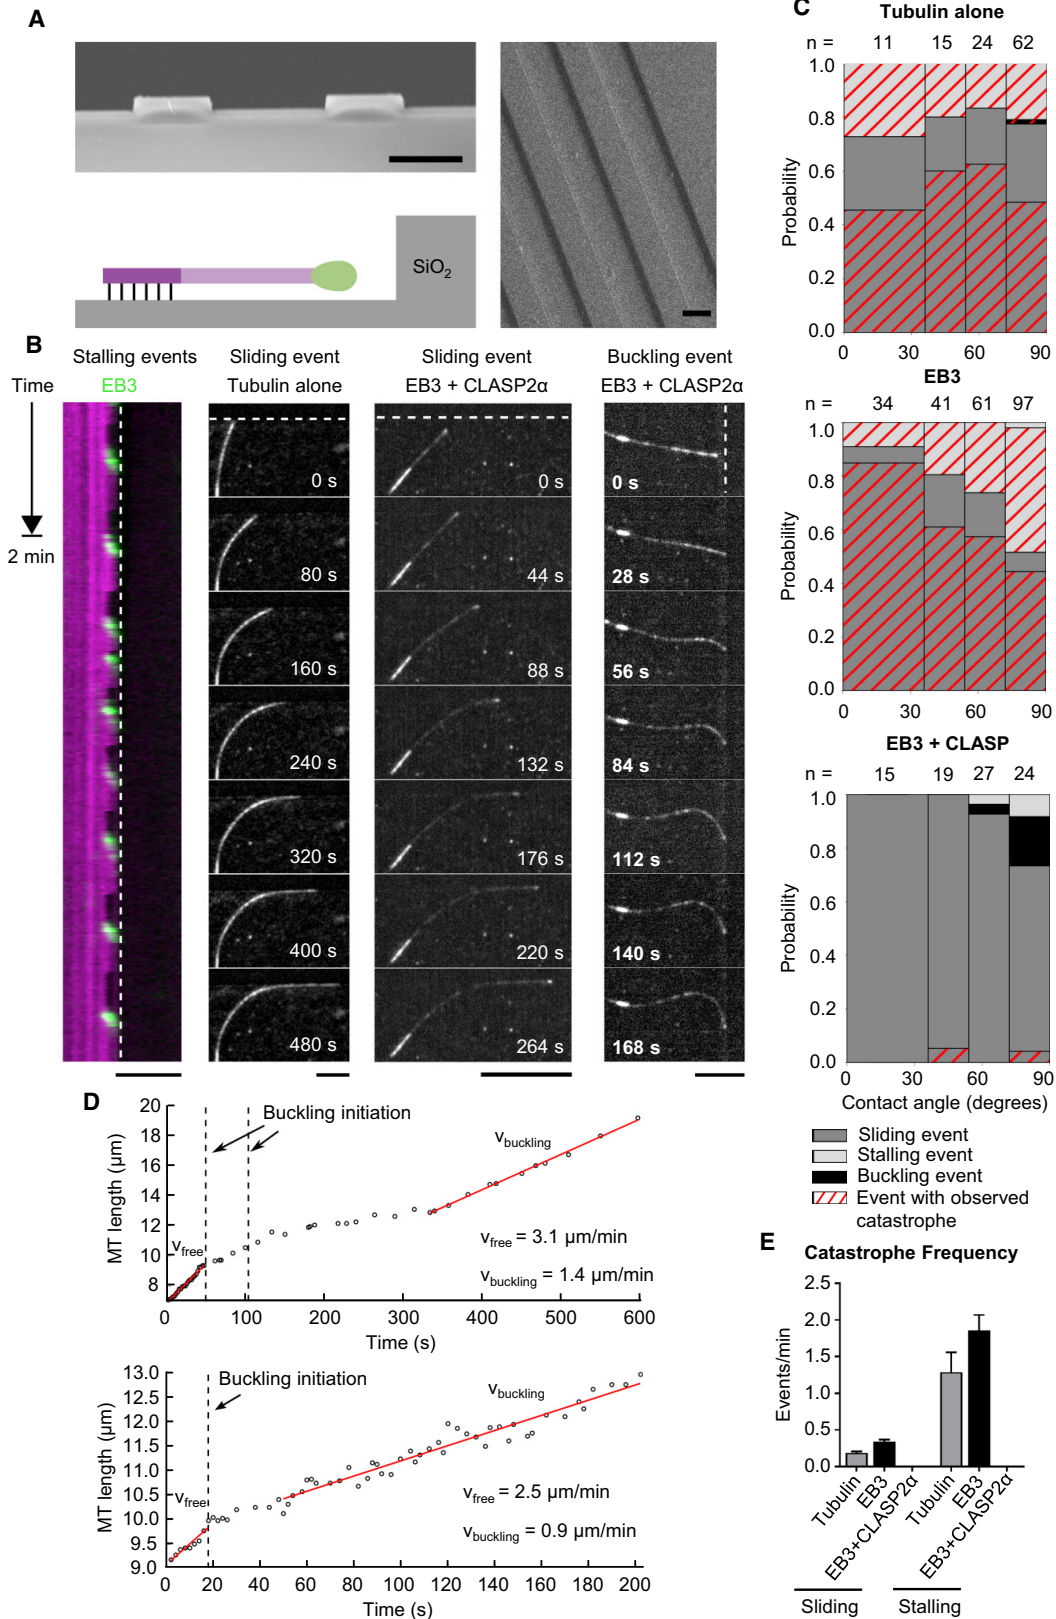 A
SiO2
B
Stalling events
EB3
Time
2 min
Sliding event
Tubulin alone
0 s
80 s
160 s
240 s
320 s
400 s
480 s
Sliding event
EB3 + CLASP2α
0 s
44 s
88 s
132 s
176 s
220 s
264 s
Buckling event
EB3 + CLASP2α
0 s
28 s
56 s
84 s
112 s
140 s
168 s
C
Tubulin alone
n = 11 15 24 62
Probability
1.0
0.8
0.6
0.4
0.2
0.0
0 30 60 90
EB3
n = 34 41 61 97
Probability
1.0
0.8
0.6
0.4
0.2
0.0
0 30 60 90
EB3 + CLASP
n = 15 19 27 24
Probability
1.0
0.8
0.6
0.4
0.2
0.0
0 30 60 90
Contact angle (degrees)
Sliding event
Stalling event
Buckling event
Event with observed
catastrophe
D
MT length (µm)
20
18
16
14
12
10
8
Buckling initiation
vfree
vbuckling
vfree = 3.1 µm/min
vbuckling = 1.4 µm/min
0 100 200 300 400 500 600
Time (s)
MT length (µm)
13.0
12.5
12.0
11.5
11.0
10.5
10.0
9.5
9.0
Buckling initiation
vfree
vbuckling
vfree = 2.5 µm/min
vbuckling = 0.9 µm/min
0 20 40 60 80 100 120 140 160 180 200
Time (s)
E
Catastrophe Frequency
Events/min
2.5
2.0
1.5
1.0
0.5
0.0
Tubulin
EB3
EB3+CLASP2α
Tubulin
EB3
EB3+CLASP2α
Sliding
Stalling